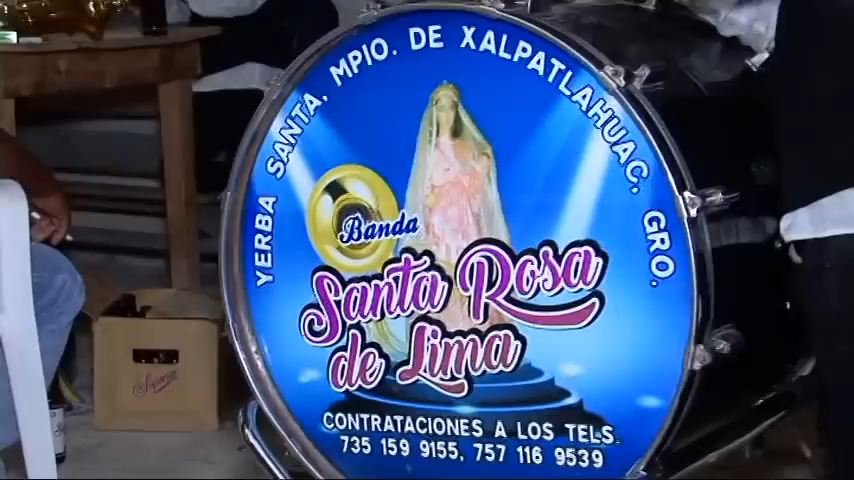 YERBA SANTA, MPIO. DE XALPATLAHUAC, GRO.
Banda
Santa Rosa
de Lima
CONTRATACIONES A LOS TELS.
735 159 9155, 757 116 9539
Superior